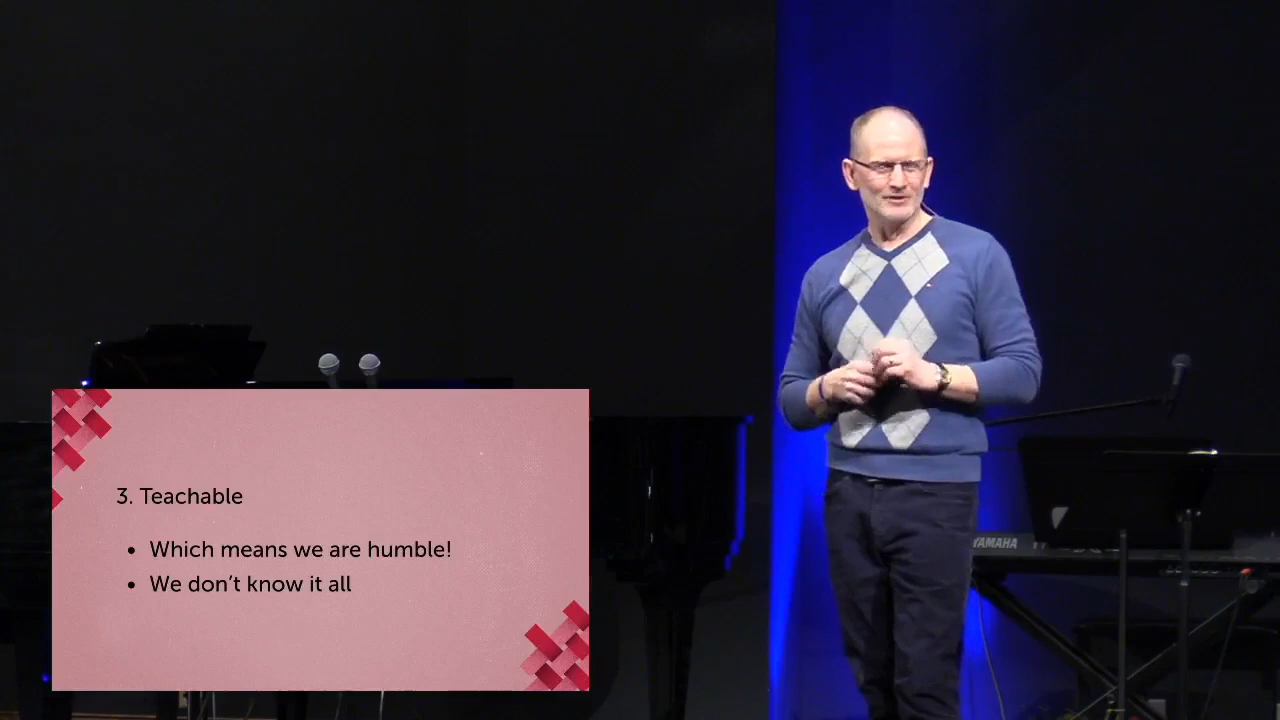 3. Teachable
• Which means we are humble!
• We don't know it all
YAMAHA